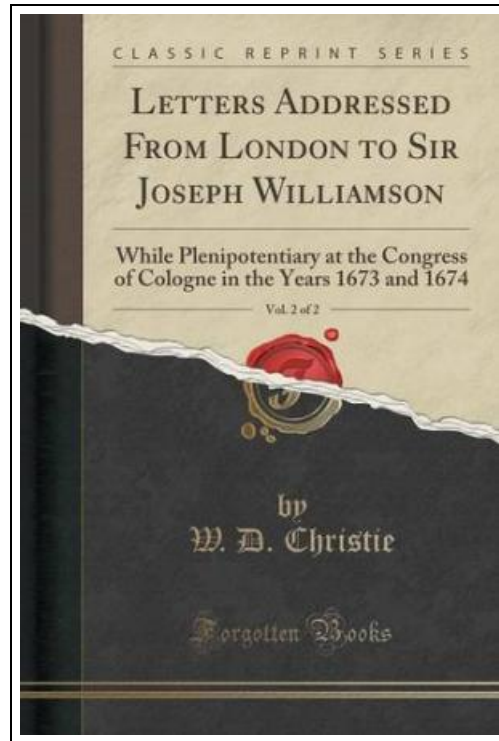 CLASSIC REPRINT SERIES
LETTERS ADDRESSED
FROM LONDON TO SIR
JOSEPH WILLIAMSON
While Plenipotentiary at the Congress
of Cologne in the Years 1673 and 1674
Vol. 2 of 2
by
W. D. Christie
Forgotten Books